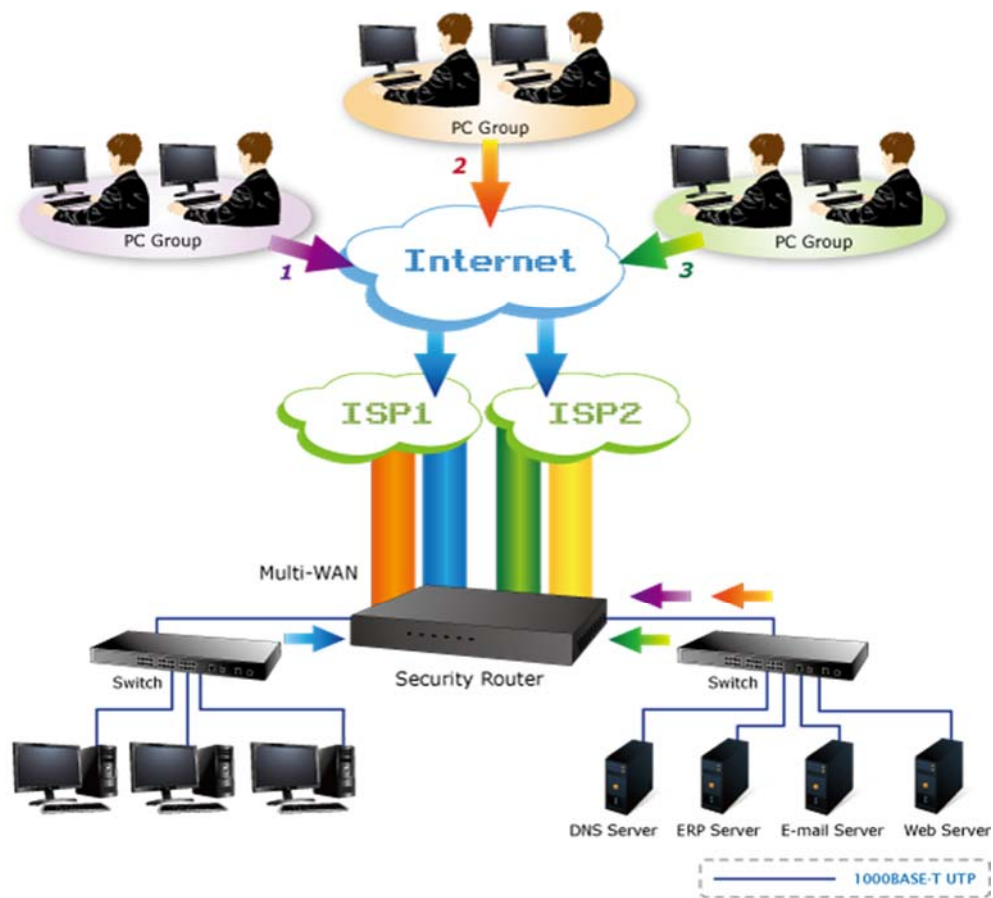 PC Group
2
PC Group
PC Group
1
Internet
3
ISP1
ISP2
Multi-WAN
Security Router
Switch
Switch
DNS Server
ERP Server
E-mail Server
Web Server
1000BASE-T UTP